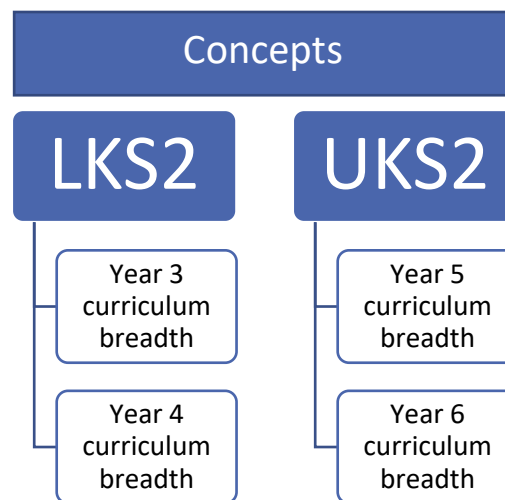 Concepts
LKS2
Year 3
curriculum
breadth
Year 4
curriculum
breadth
UKS2
Year 5
curriculum
breadth
Year 6
curriculum
breadth